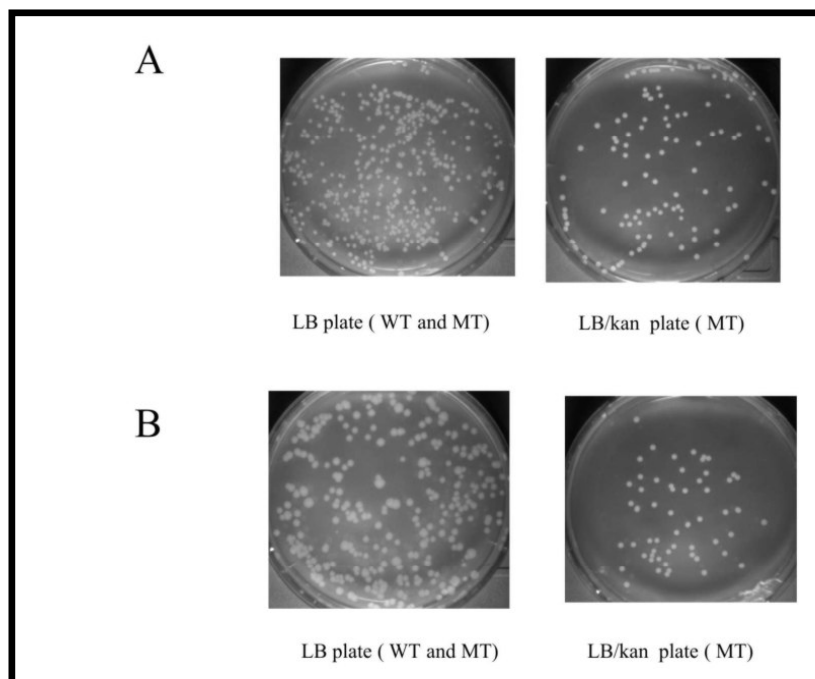 A
LB plate ( WT and MT)
LB/kan  plate ( MT)
B
LB plate ( WT and MT)
LB/kan  plate ( MT)